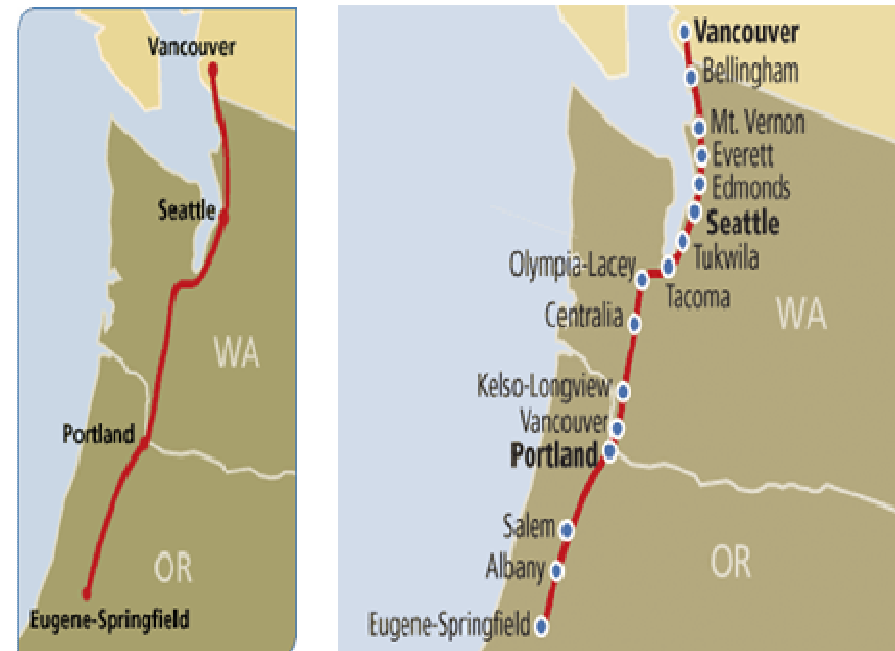 Vancouver
Seattle
WA
Portland
OR
Eugene-Springfield
Vancouver
Bellingham
Mt. Vernon
Everett
Edmonds
Seattle
Tukwila
Olympia-Lacey
Tacoma
Centralia
WA
Kelso-Longview
Vancouver
Portland
Salem
OR
Albany
Eugene-Springfield